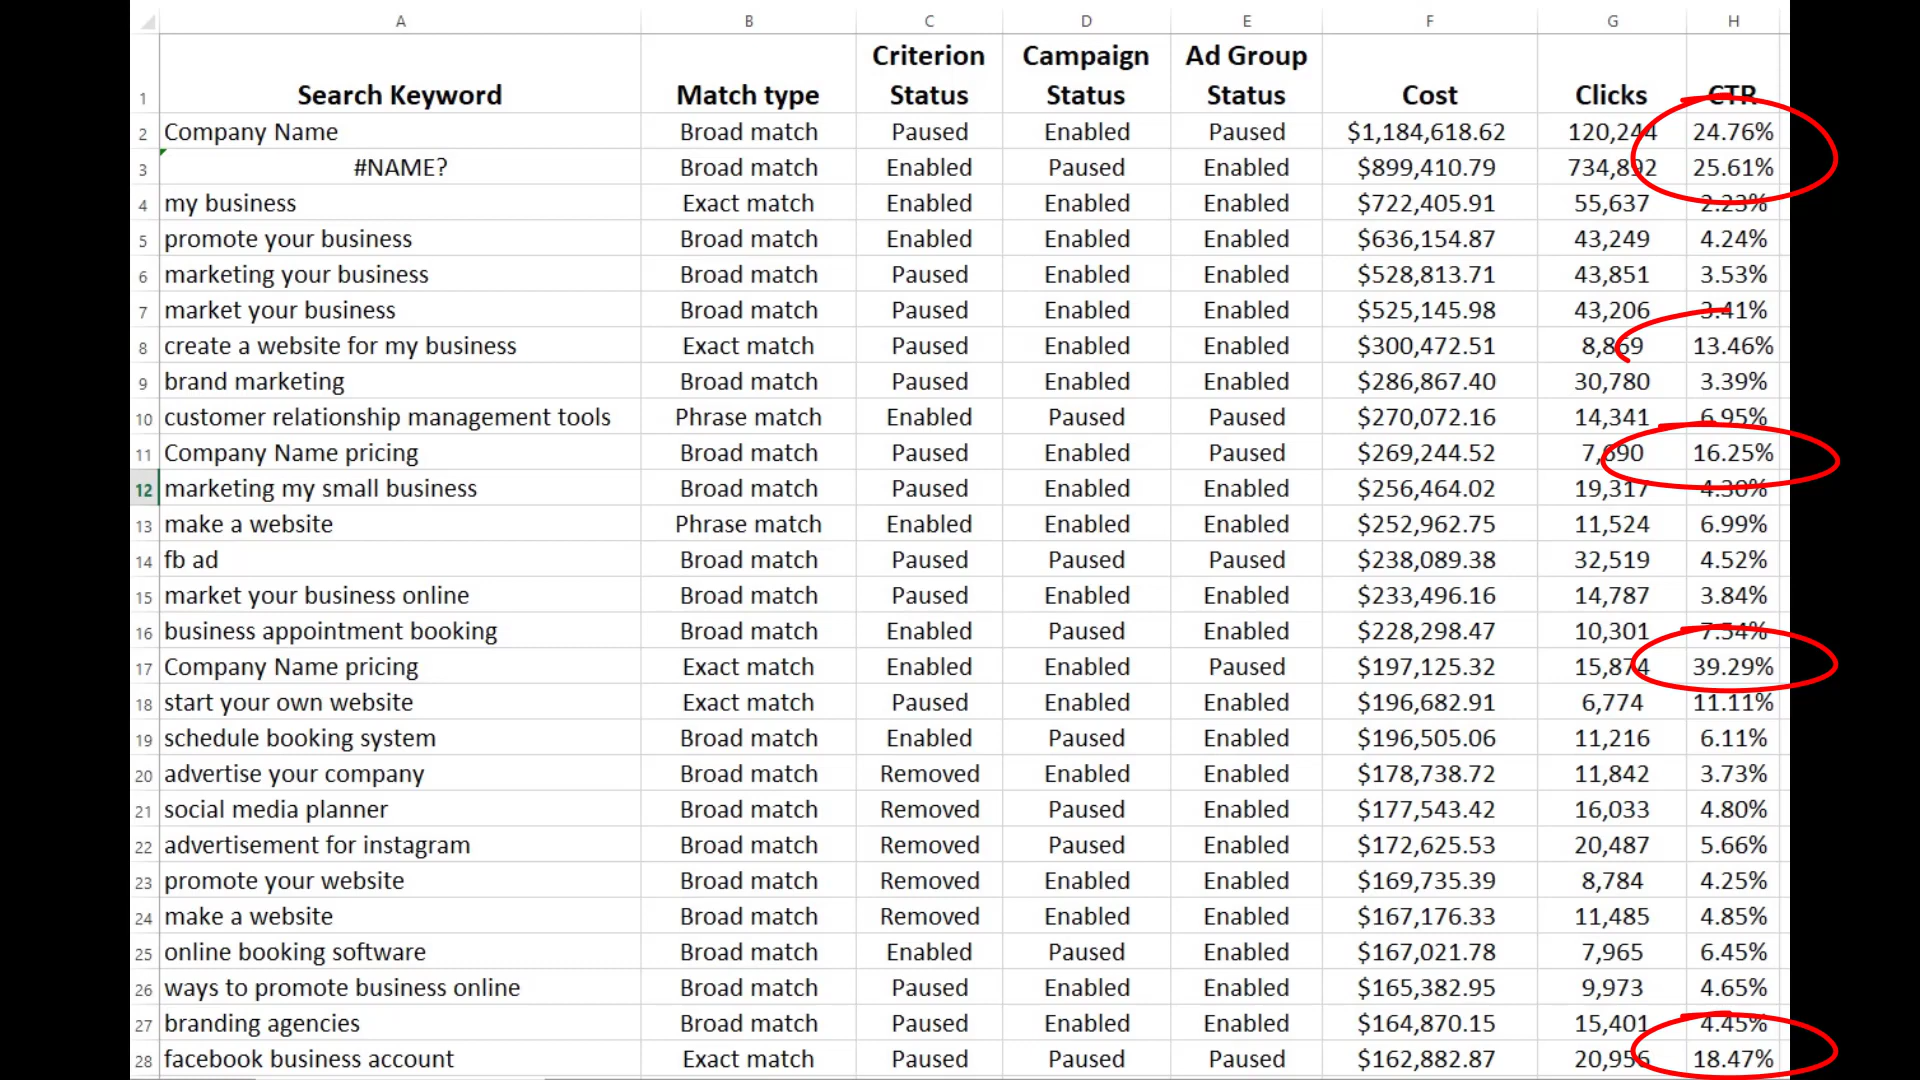 A B C D E F G H
1 Search Keyword Match type Criterion Status Campaign Status Ad Group Status Cost Clicks CTR
2 Company Name Broad match Paused Enabled Paused $1,184,618.62 120,244 24.76%
3 #NAME? Broad match Enabled Paused Enabled $899,410.79 734,892 25.61%
4 my business Exact match Enabled Enabled Enabled $722,405.91 55,637 2.23%
5 promote your business Broad match Enabled Enabled Enabled $636,154.87 43,249 4.24%
6 marketing your business Broad match Paused Enabled Enabled $528,813.71 43,851 3.53%
7 market your business Broad match Paused Enabled Enabled $525,145.98 43,206 3.41%
8 create a website for my business Exact match Paused Enabled Enabled $300,472.51 8,869 13.46%
9 brand marketing Broad match Paused Enabled Enabled $286,867.40 30,780 3.39%
10 customer relationship management tools Phrase match Enabled Paused Paused $270,072.16 14,341 6.95%
11 Company Name pricing Broad match Paused Enabled Paused $269,244.52 7,690 16.25%
12 marketing my small business Broad match Paused Enabled Enabled $256,464.02 19,317 4.30%
13 make a website Phrase match Enabled Enabled Enabled $252,962.75 11,524 6.99%
14 fb ad Broad match Paused Paused Paused $238,089.38 32,519 4.52%
15 market your business online Broad match Paused Enabled Enabled $233,496.16 14,787 3.84%
16 business appointment booking Broad match Enabled Paused Enabled $228,298.47 10,301 7.54%
17 Company Name pricing Exact match Enabled Enabled Paused $197,125.32 15,874 39.29%
18 start your own website Exact match Paused Enabled Enabled $196,682.91 6,774 11.11%
19 schedule booking system Broad match Enabled Paused Enabled $196,505.06 11,216 6.11%
20 advertise your company Broad match Removed Enabled Enabled $178,738.72 11,842 3.73%
21 social media planner Broad match Removed Paused Enabled $177,543.42 16,033 4.80%
22 advertisement for instagram Broad match Removed Paused Enabled $172,625.53 20,487 5.66%
23 promote your website Broad match Removed Enabled Enabled $169,735.39 8,784 4.25%
24 make a website Broad match Removed Enabled Enabled $167,176.33 11,485 4.85%
25 online booking software Broad match Enabled Paused Enabled $167,021.78 7,965 6.45%
26 ways to promote business online Broad match Paused Enabled Enabled $165,382.95 9,973 4.65%
27 branding agencies Broad match Paused Enabled Enabled $164,870.15 15,401 4.45%
28 facebook business account Exact match Paused Paused Paused $162,882.87 20,956 18.47%